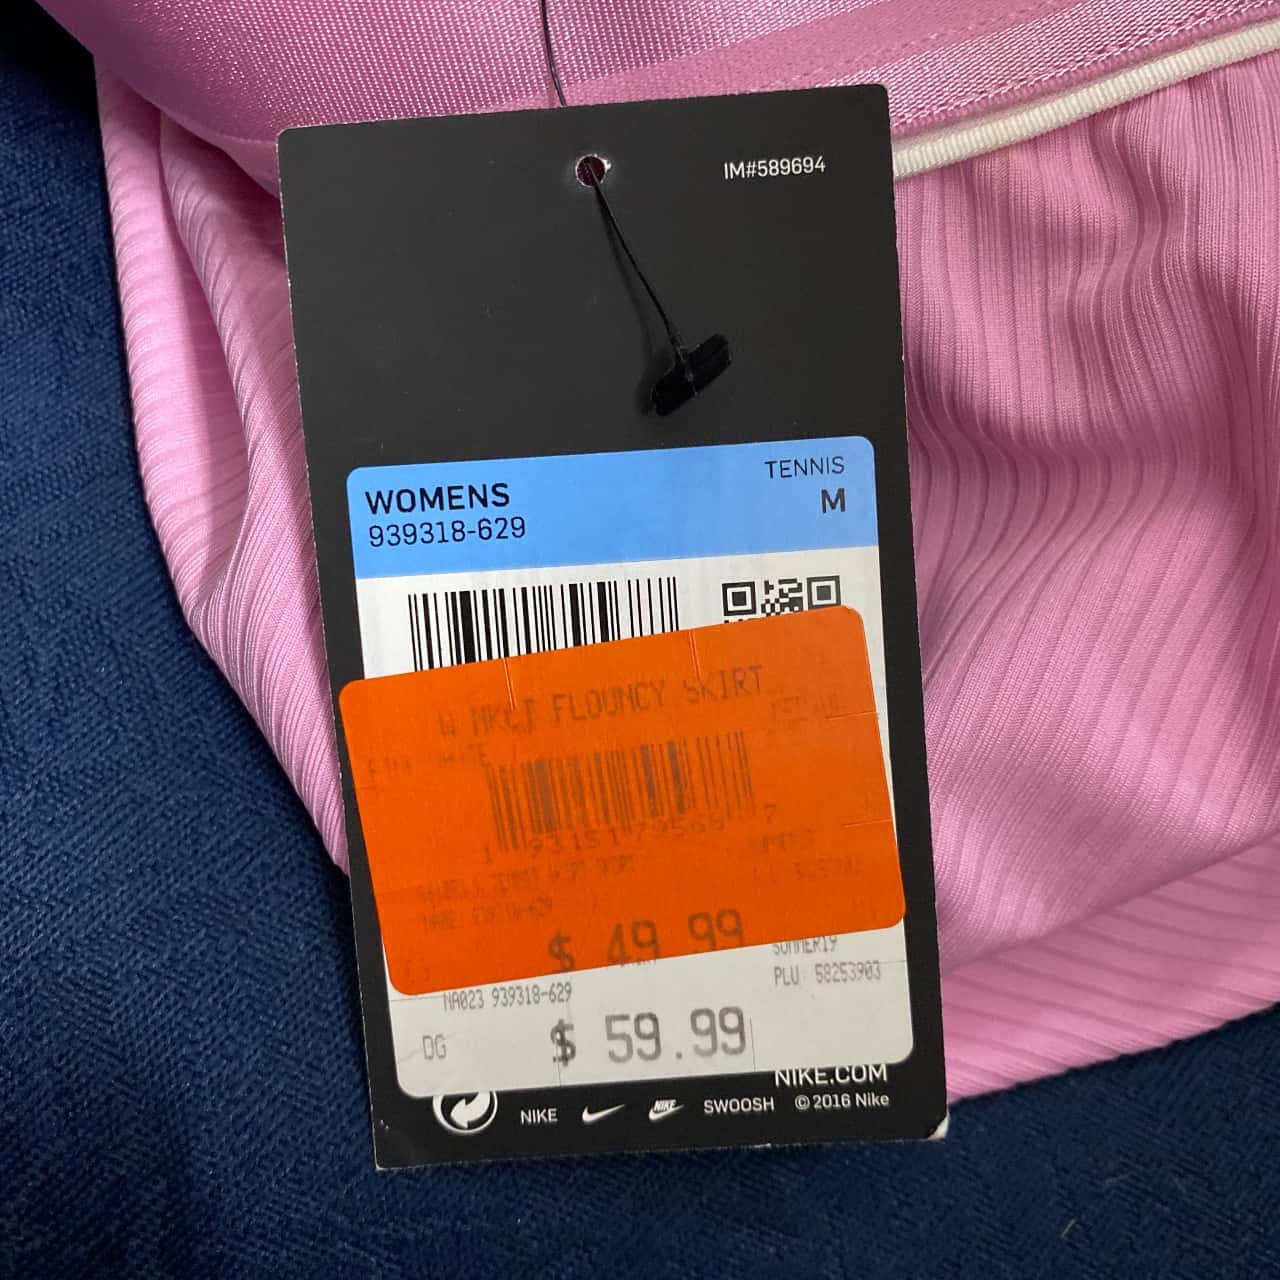 IM#589694
TENNIS
WOMENS M
939318-629
FLOUNCY SKIRT
$ 49.99
SUMMER19
PLU 58253903
NA023 939318-629
DG $ 59.99
NIKE.COM
NIKE NIKE SWOOSH © 2016 Nike